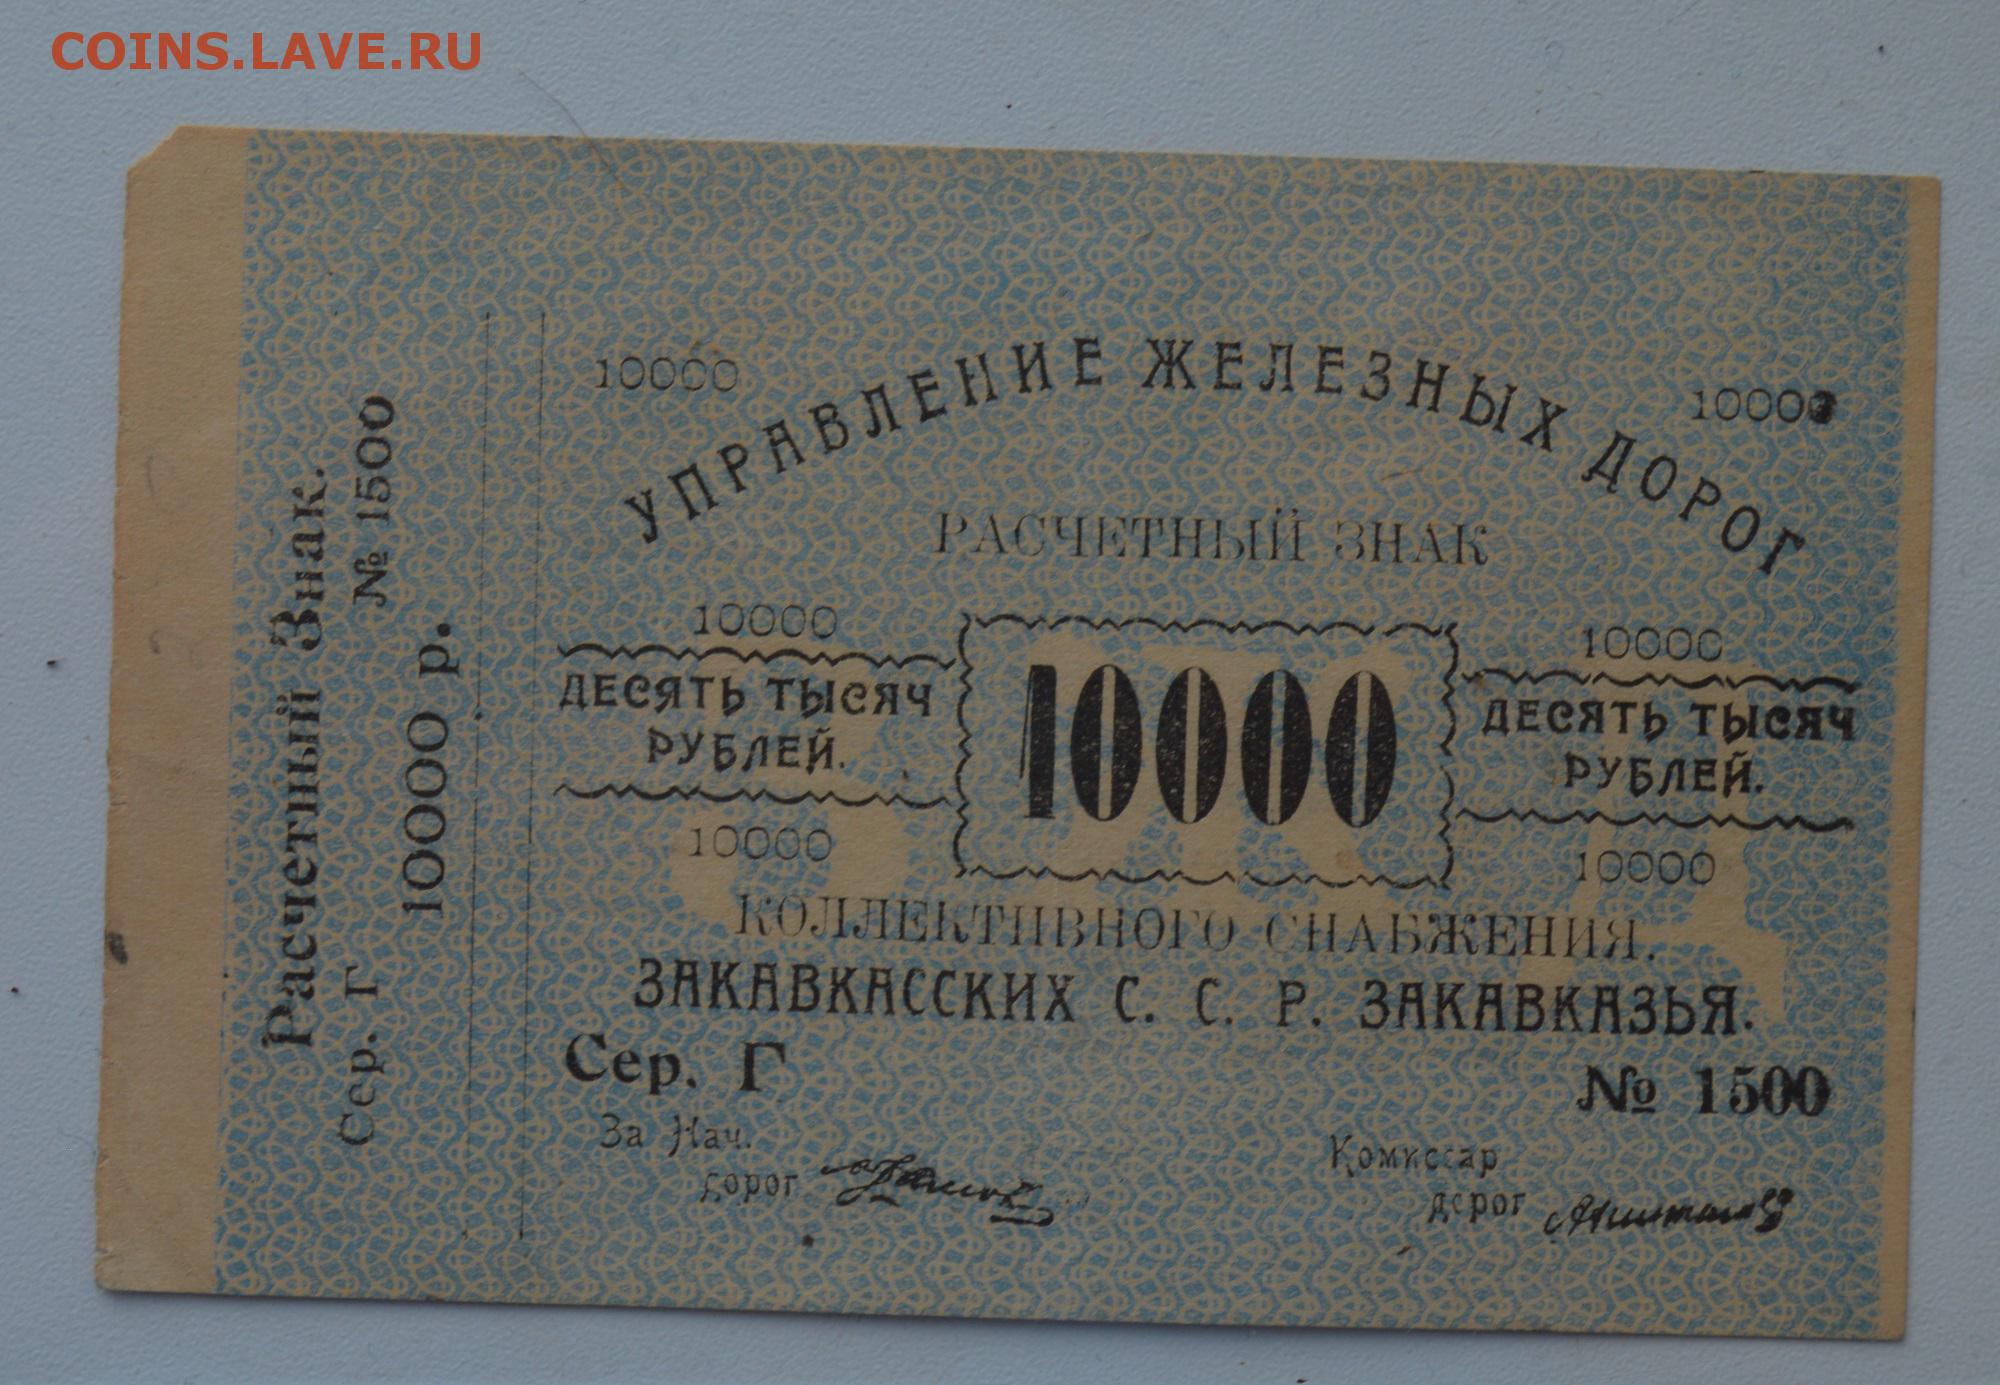 COINS.LAVE.RU
Расчетный Знак.
Сер. Г № 1500
10000 р.
10000
УПРАВЛЕНИЕ ЖЕЛЕЗНЫХ ДОРОГ
10000
РАСЧЕТНЫЙ ЗНАК
10000
ДЕСЯТЬ ТЫСЯЧ
РУБЛЕЙ.
10000
10000
10000
ДЕСЯТЬ ТЫСЯЧ
РУБЛЕЙ.
10000
КОЛЛЕКТИВНОГО СНАБЖЕНИЯ.
ЗАКАВКАССКИХ С. С. Р. ЗАКАВКАЗЬЯ.
Сер. Г
№ 1500
За Нач.
дорог
Комиссар
дорог